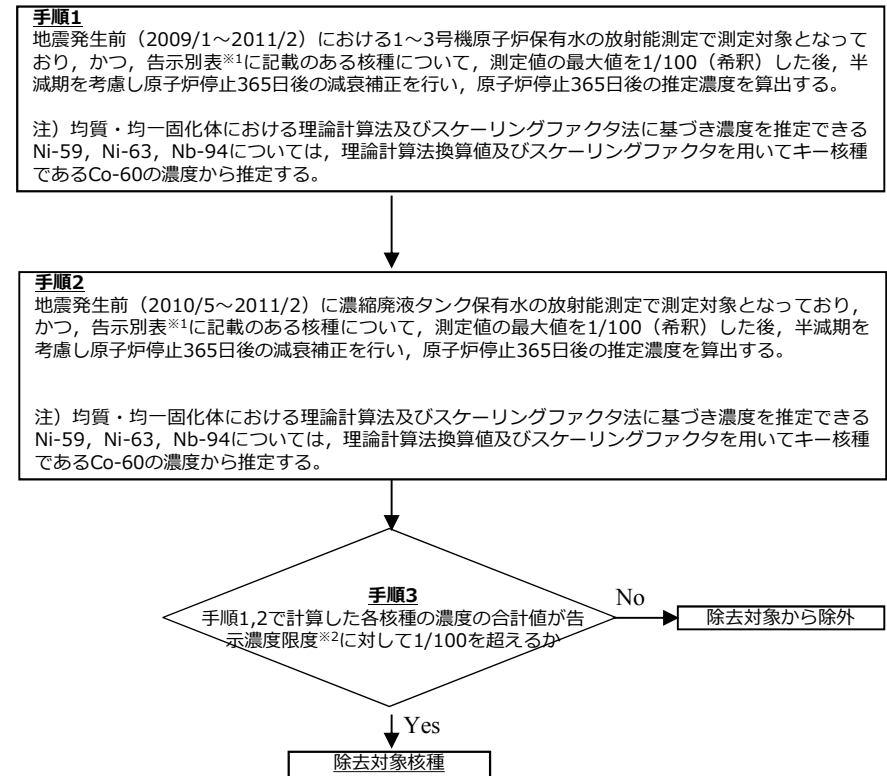 手順1
地震発生前（2009/1～2011/2）における1～3号機原子炉保有水の放射能測定で測定対象となって
おり，かつ，告示別表※1に記載のある核種について，測定値の最大値を1/100（希釈）した後，半
減期を考慮し原子炉停止365日後の減衰補正を行い，原子炉停止365日後の推定濃度を算出する。
注）均質・均一固化体における理論計算法及びスケーリングファクタ法に基づき濃度を推定できる
Ni-59，Ni-63，Nb-94については，理論計算法換算値及びスケーリングファクタを用いてキー核種
であるCo-60の濃度から推定する。
手順2
地震発生前（2010/5～2011/2）に濃縮廃液タンク保有水の放射能測定で測定対象となっており，
かつ，告示別表※1に記載のある核種について，測定値の最大値を1/100（希釈）した後，半減期を
考慮し原子炉停止365日後の減衰補正を行い，原子炉停止365日後の推定濃度を算出する。
注）均質・均一固化体における理論計算法及びスケーリングファクタ法に基づき濃度を推定できる
Ni-59，Ni-63，Nb-94については，理論計算法換算値及びスケーリングファクタを用いてキー核種
であるCo-60の濃度から推定する。
手順3
手順1,2で計算した各核種の濃度の合計値が告
示濃度限度※2に対して1/100を超えるか
No
除去対象から除外
Yes
除去対象核種